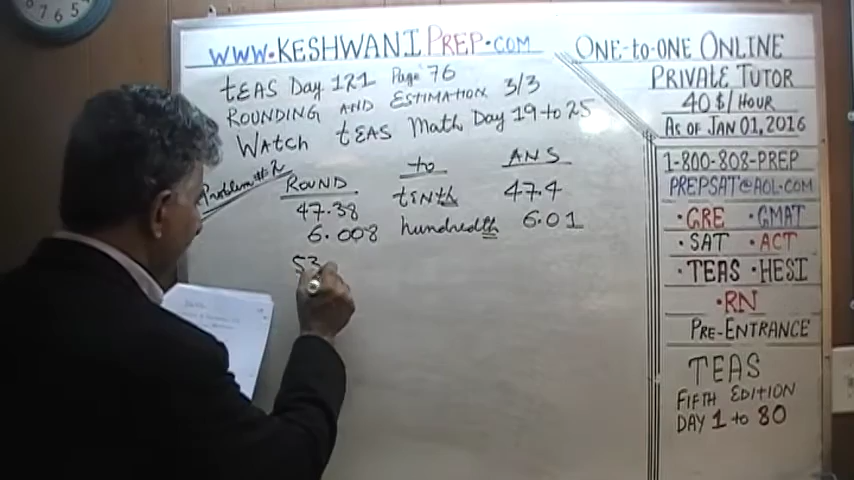 www.KESHWANIPREP.com
tEAS Day 121 Page 76
ROUNDING AND ESTIMATION 3/3
WAtch tEAS Math Day 19 to 25
Problem # 2
ROUND to ANS
47.38 tENth 47.4
6.008 hundredth 6.01
53
ONE-to-ONE ONLINE
PRIVATE TUTOR
40 $/HOUR
AS OF JAN 01, 2016
1-800-808-PREP
PREPSAT@AOL.COM
• GRE • GMAT
• SAT • ACT
• TEAS • HESI
• RN
PRE-ENTRANCE
TEAS
FIFTH EDITION
DAY 1 to 80